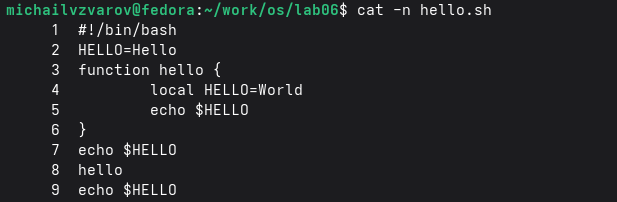 michailvzvarov@fedora:~/work/os/lab06$ cat -n hello.sh
     1  #!/bin/bash
     2  HELLO=Hello
     3  function hello {
     4          local HELLO=World
     5          echo $HELLO
     6  }
     7  echo $HELLO
     8  hello
     9  echo $HELLO